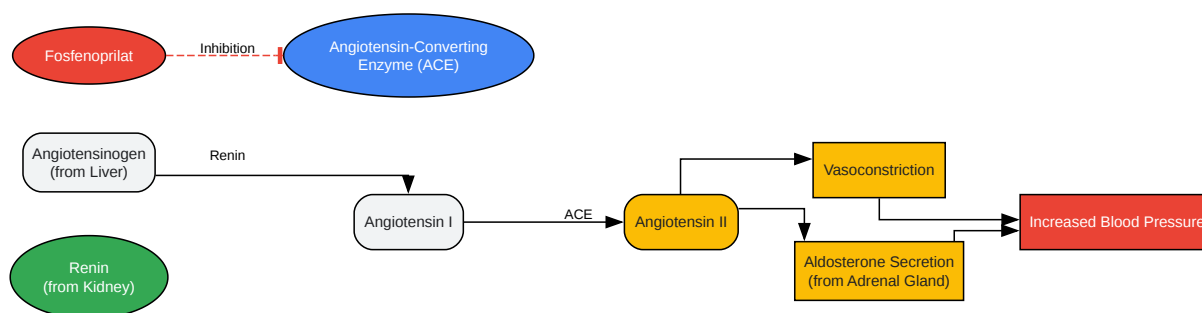 Fosfenoprilat
Inhibition
Angiotensin-Converting
Enzyme (ACE)
Angiotensinogen
(from Liver)
Renin
Angiotensin I
ACE
Angiotensin II
Vasoconstriction
Aldosterone Secretion
(from Adrenal Gland)
Increased Blood Pressure
Renin
(from Kidney)